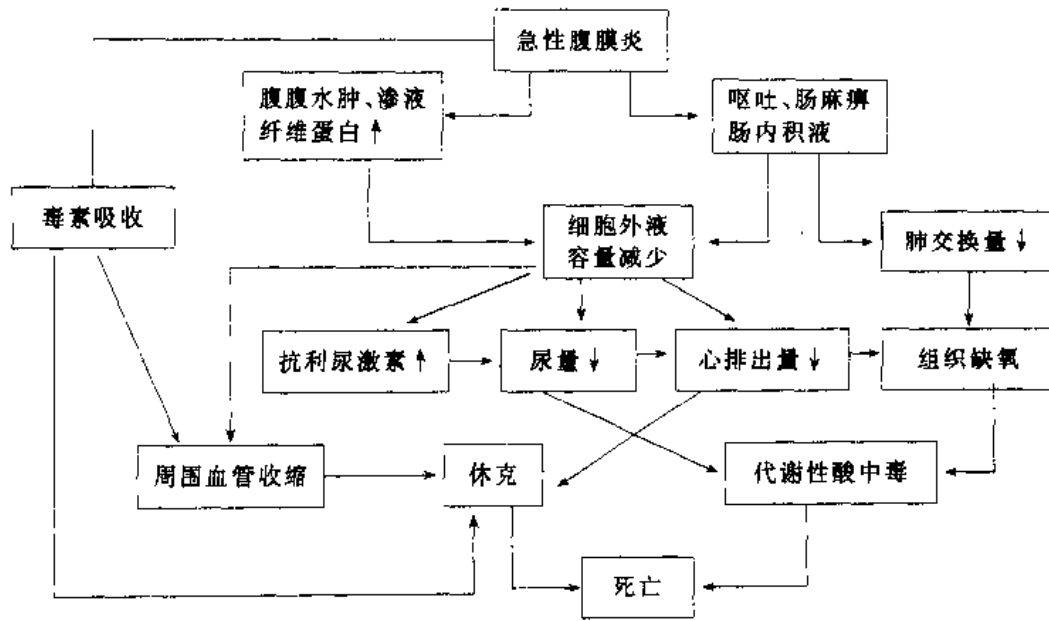 急性腹膜炎
腹腹水肿、渗液
纤维蛋白↑
呕吐、肠麻痹
肠内积液
毒素吸收
细胞外液
容量减少
肺交换量↓
抗利尿激素↑
尿量↓
心排出量↓
组织缺氧
周围血管收缩
休克
代谢性酸中毒
死亡